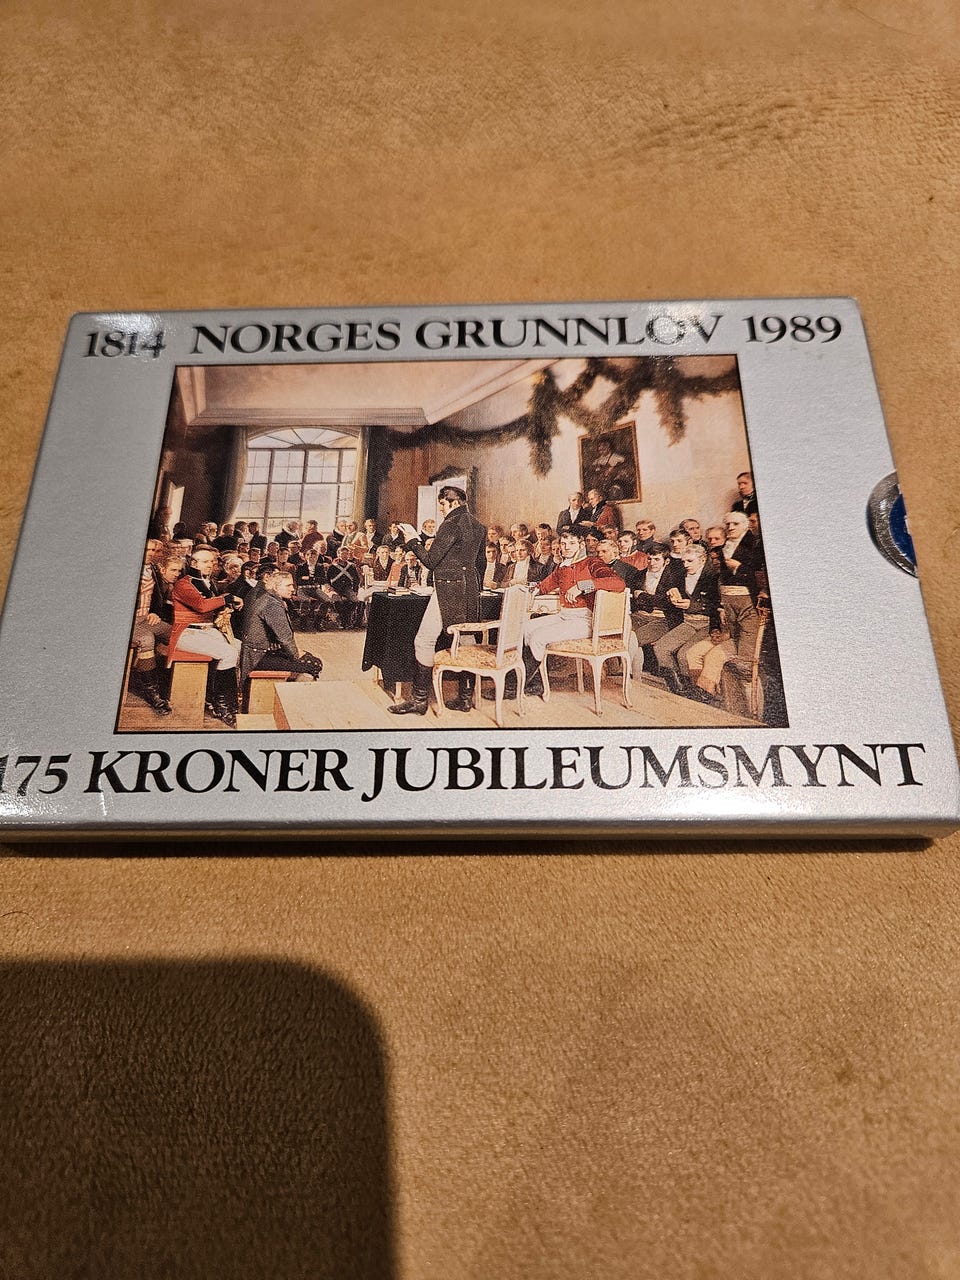 1814 NORGES GRUNNLOV 1989
175 KRONER JUBILEUMSMYNT